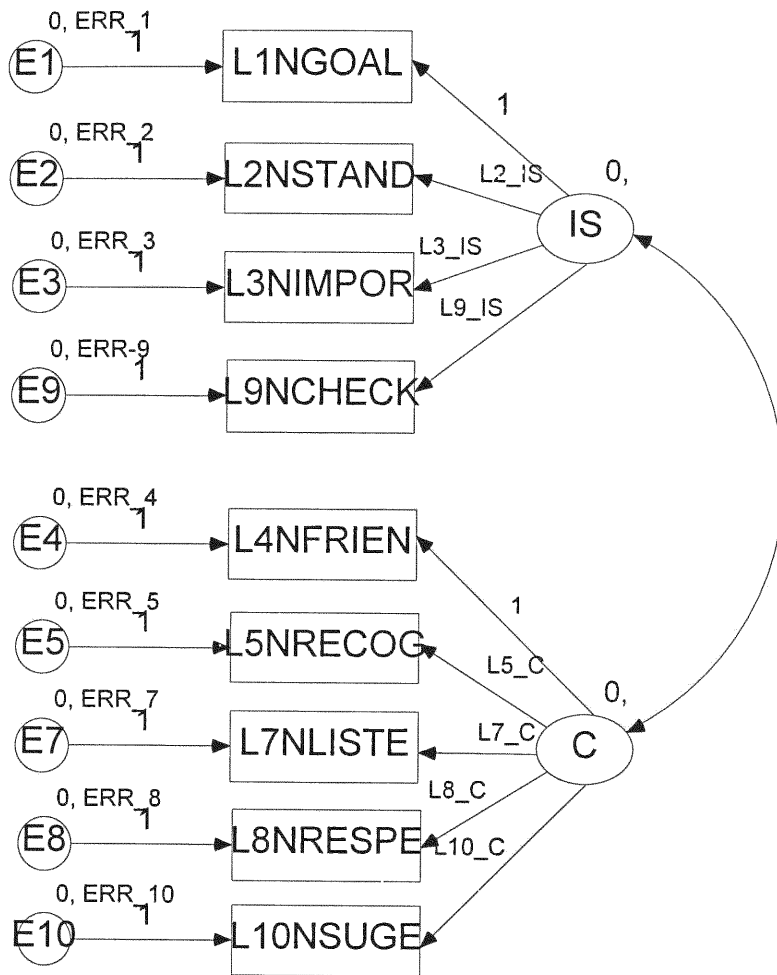 0, ERR_1
1
E1
L1NGOAL
1
0, ERR_2
1
E2
L2NSTAND
L2_IS
0,
IS
0, ERR_3
1
E3
L3NIMPOR
L3_IS
L9_IS
0, ERR-9
1
E9
L9NCHECK
0, ERR_4
1
E4
L4NFRIEN
1
0, ERR_5
1
E5
L5NRECOG
L5_C
0,
C
0, ERR_7
1
E7
L7NLISTE
L7_C
L8_C
0, ERR_8
1
E8
L8NRESPE
L10_C
0, ERR_10
1
E10
L10NSUGE